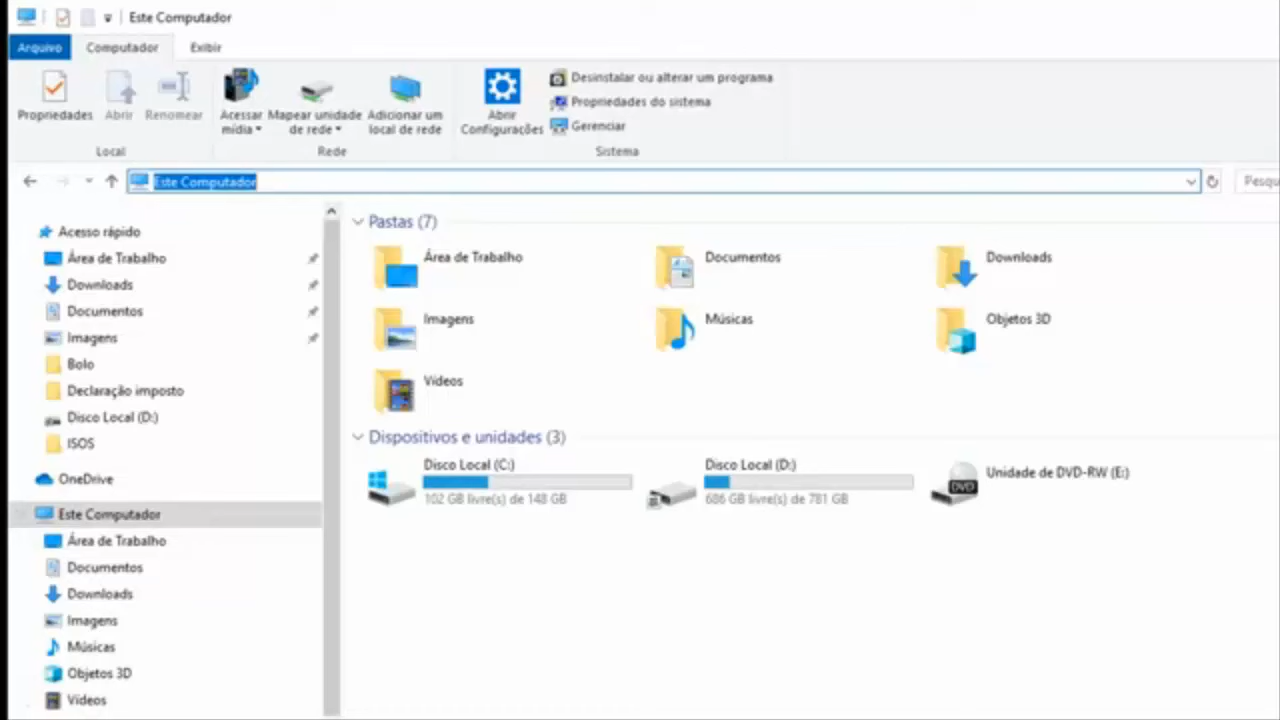 Este Computador
Arquivo Computador Exibir
Propriedades Abrir Renomear
Local
Acessar mídia
Mapear unidade de rede
Adicionar um local de rede
Rede
Abrir Configurações
Desinstalar ou alterar um programa
Propriedades do sistema
Gerenciar
Sistema
Este Computador
Pesqu
Acesso rápido
Área de Trabalho
Downloads
Documentos
Imagens
Bolo
Declaração imposto
Disco Local (D:)
ISOS
OneDrive
Este Computador
Área de Trabalho
Documentos
Downloads
Imagens
Músicas
Objetos 3D
Vídeos
Pastas (7)
Área de Trabalho
Documentos
Downloads
Imagens
Músicas
Objetos 3D
Vídeos
Dispositivos e unidades (3)
Disco Local (C:)
102 GB livre(s) de 148 GB
Disco Local (D:)
686 GB livre(s) de 781 GB
Unidade de DVD-RW (E:)
DVD